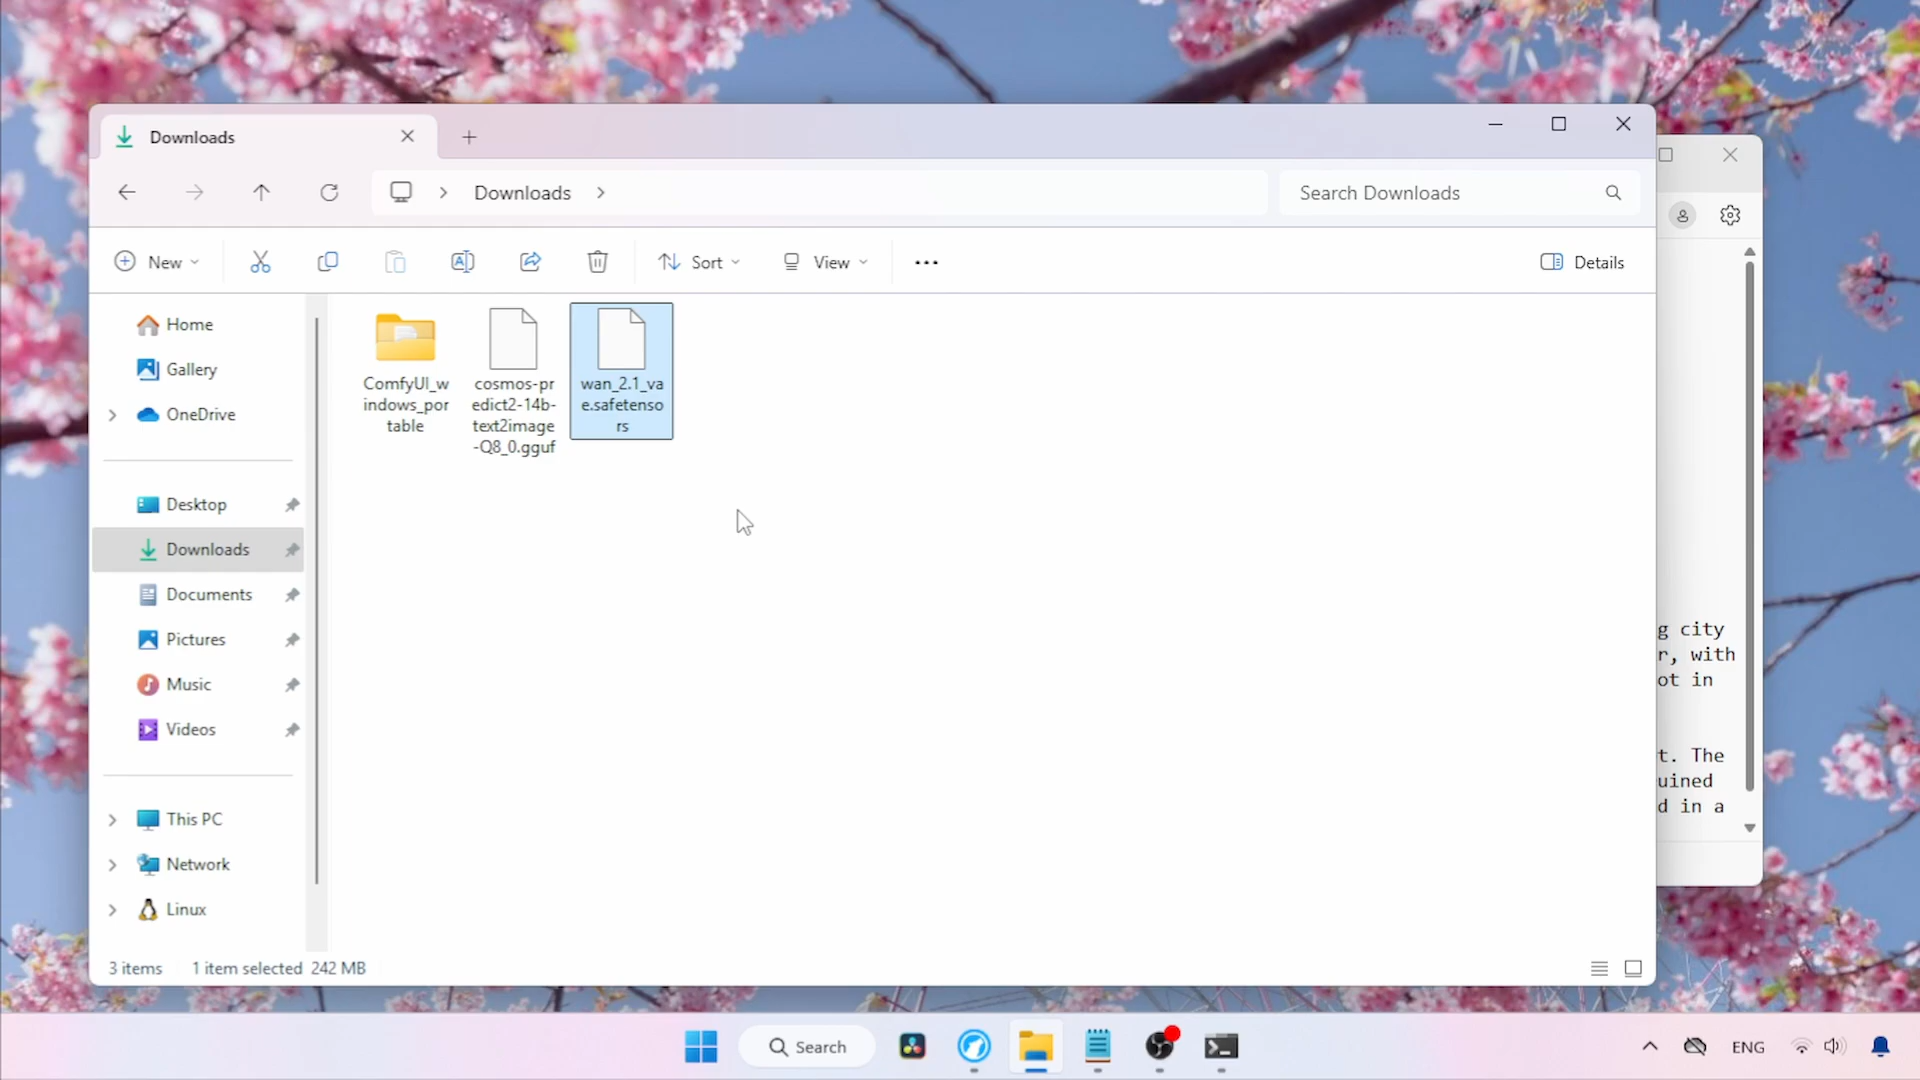 Downloads
Downloads
Search Downloads
New
Sort
View
Details
Home
Gallery
OneDrive
Desktop
Downloads
Documents
Pictures
Music
Videos
This PC
Network
Linux
ComfyUI_w
indows_por
table
cosmos-pr
edict2-14b-
text2image
-Q8_0.gguf
wan_2.1_va
e.safetenso
rs
g city
r, with
ot in
t. The
uined
d in a
3 items
1 item selected 242 MB
Search
ENG